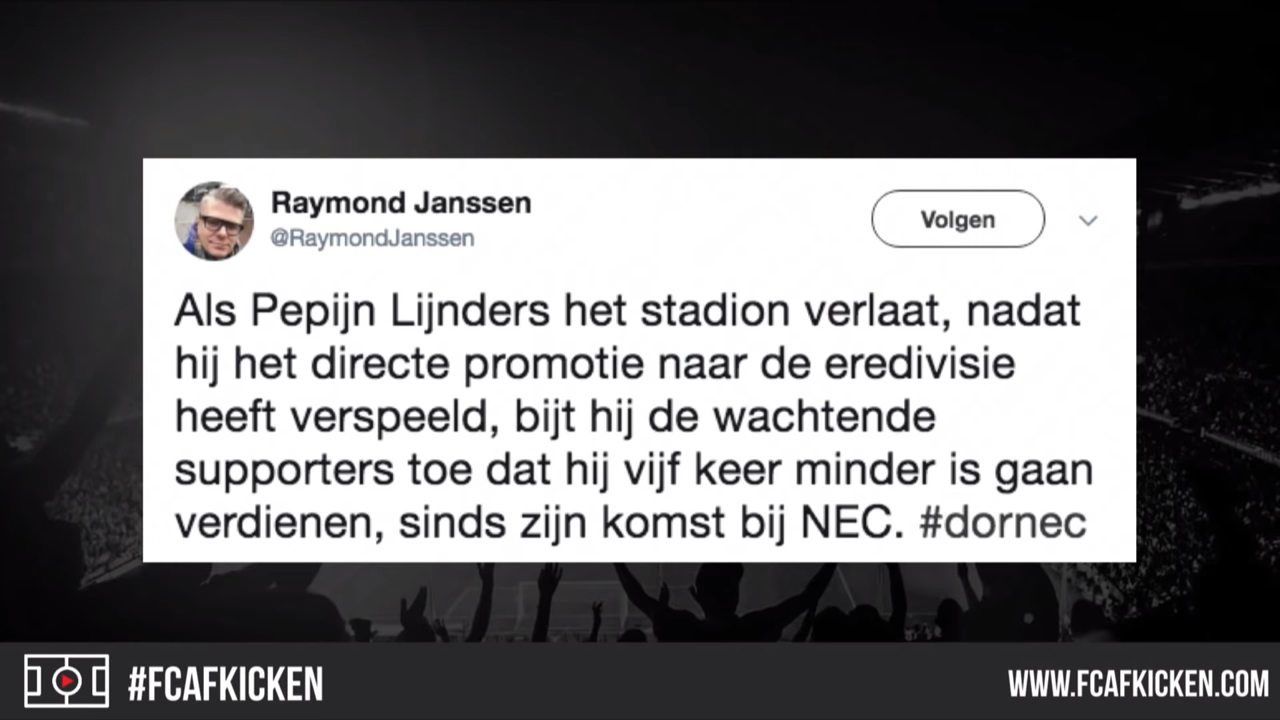 Raymond Janssen
@RaymondJanssen
Volgen
Als Pepijn Lijnders het stadion verlaat, nadat
hij het directe promotie naar de eredivisie
heeft verspeeld, bijt hij de wachtende
supporters toe dat hij vijf keer minder is gaan
verdienen, sinds zijn komst bij NEC. #dornec
#FCAFKICKEN
WWW.FCAFKICKEN.COM